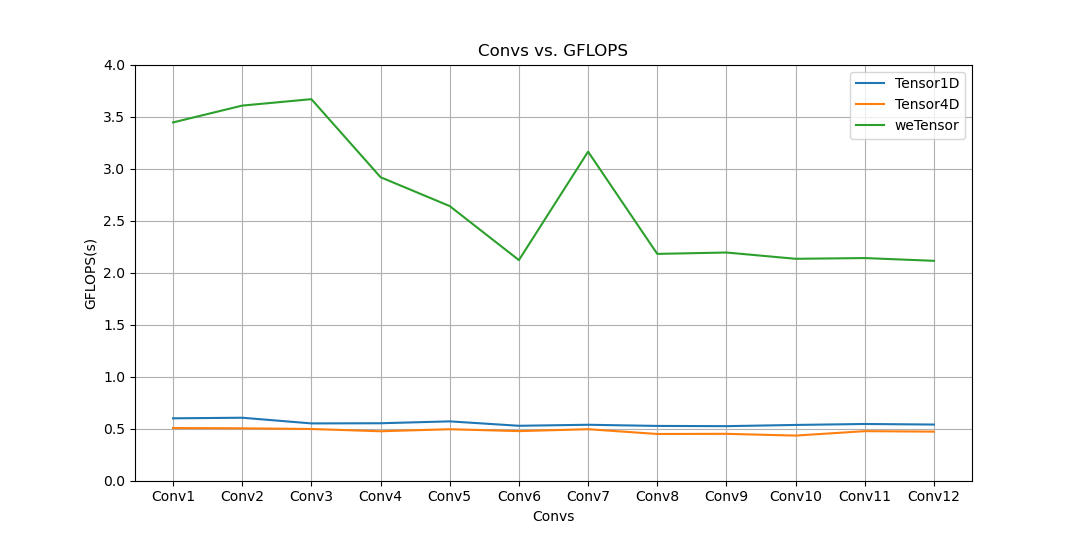 Convs vs. GFLOPS
4.0
3.5
3.0
2.5
2.0
1.5
1.0
0.5
0.0
GFLOPS(s)
Tensor1D
Tensor4D
weTensor
Conv1 Conv2 Conv3 Conv4 Conv5 Conv6 Conv7 Conv8 Conv9 Conv10 Conv11 Conv12
Convs